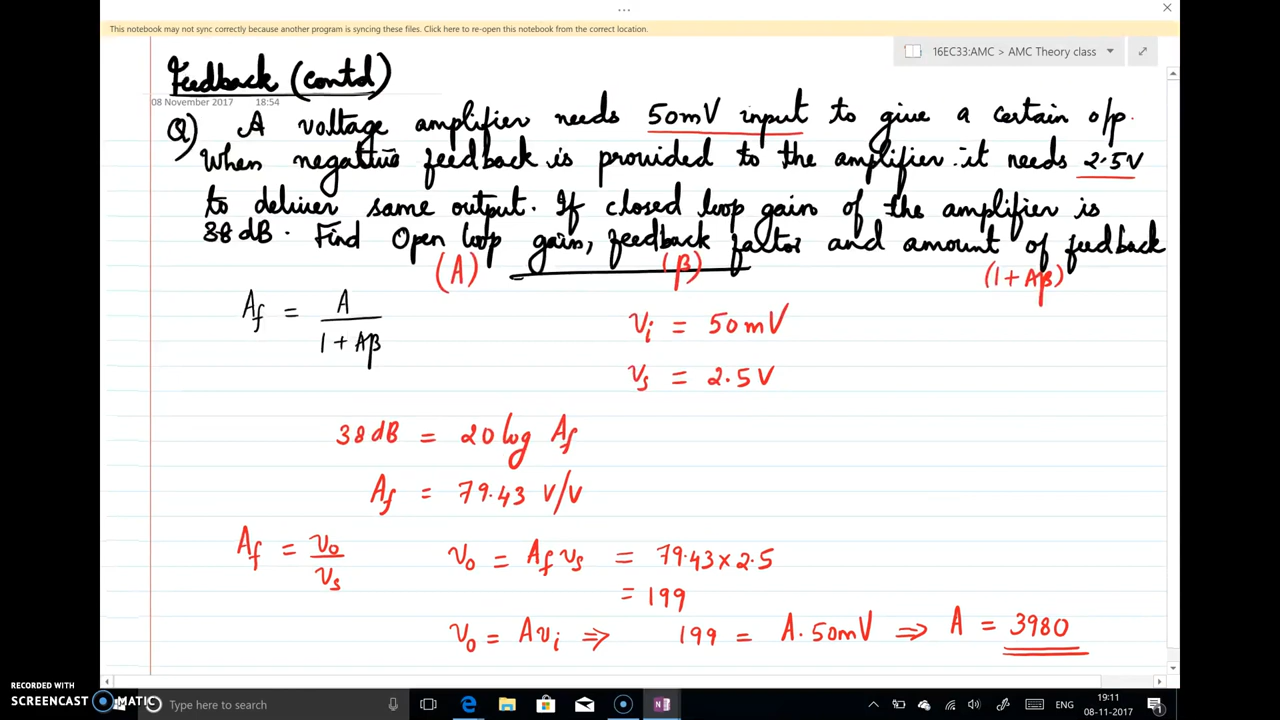 This notebook may not sync correctly because another program is syncing these files. Click here to re-open this notebook from the correct location.
16EC33:AMC > AMC Theory class
Feedback (contd)
08 November 2017 18:54
Q) A voltage amplifier needs 50mV input to give a certain o/p.
When negative feedback is provided to the amplifier it needs 2.5V
to deliver same output. If closed loop gain of the amplifier is
38 dB. Find Open loop gain, feedback factor and amount of feedback
(A) (β) (1+Aβ)
Af = A / 1 + Aβ
vi = 50mV
vs = 2.5V
38 dB = 20 log Af
Af = 79.43 V/V
Af = vo / vs
vo = Af vs = 79.43 x 2.5
= 199
vo = Avi ⇒ 199 = A. 50mV ⇒ A = 3980
RECORDED WITH
SCREENCAST MATIC
Type here to search
ENG
19:11
08-11-2017
1